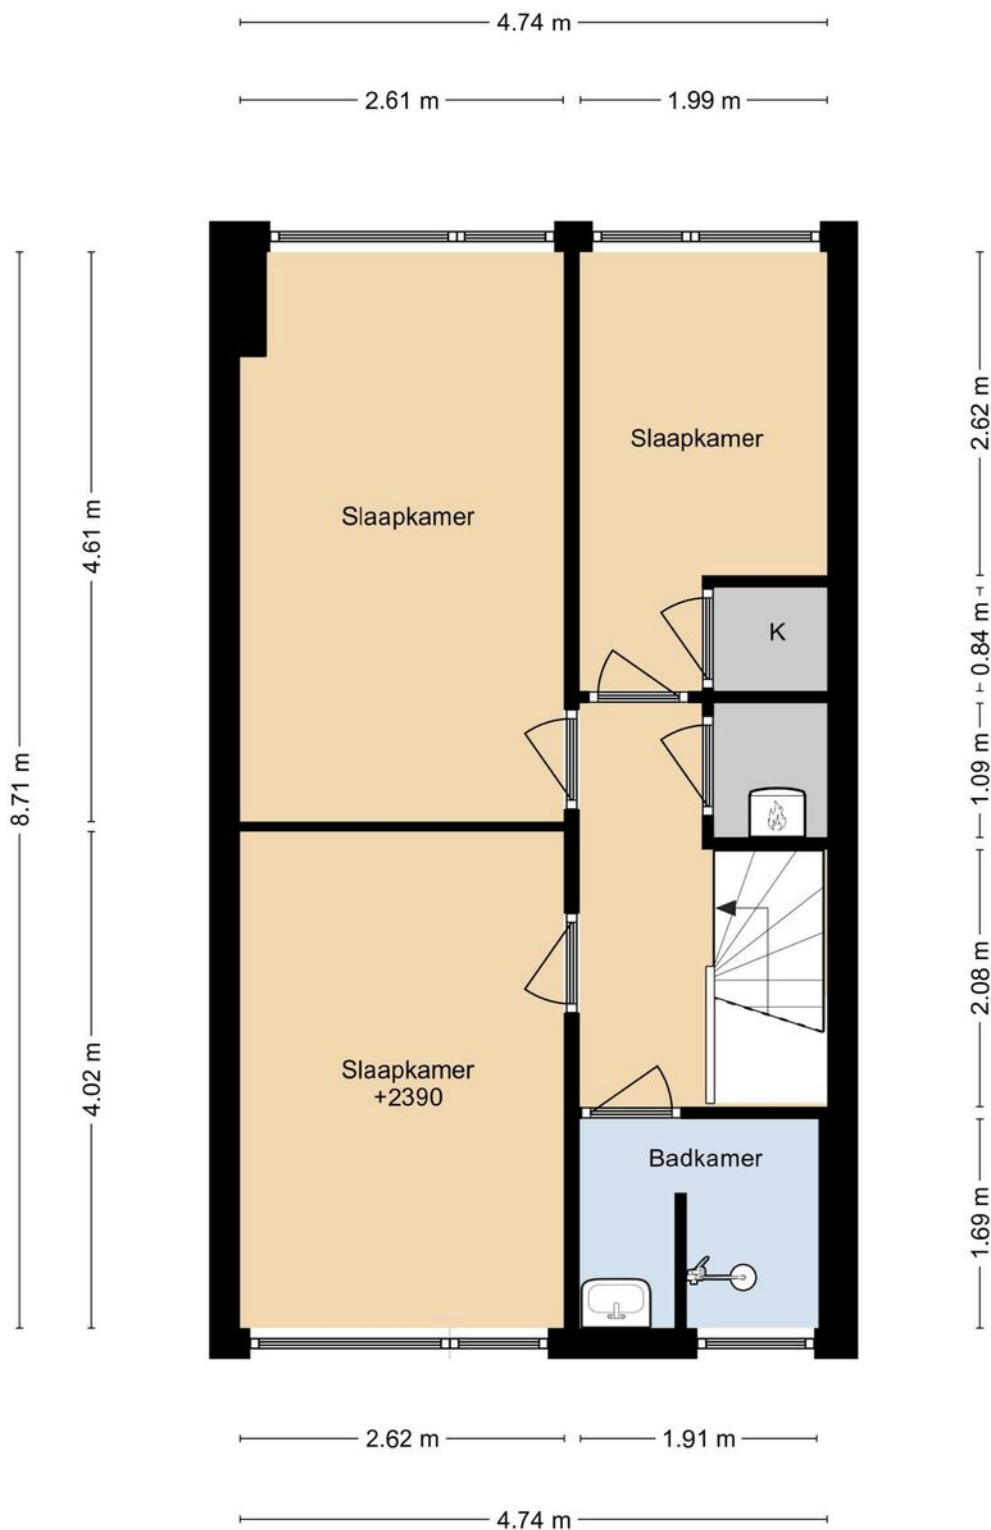 4.74 m
2.61 m
1.99 m
2.62 m
Slaapkamer
Slaapkamer
4.61 m
K
0.84 m
1.09 m
8.71 m
2.08 m
4.02 m
Slaapkamer
+2390
Badkamer
1.69 m
2.62 m
1.91 m
4.74 m